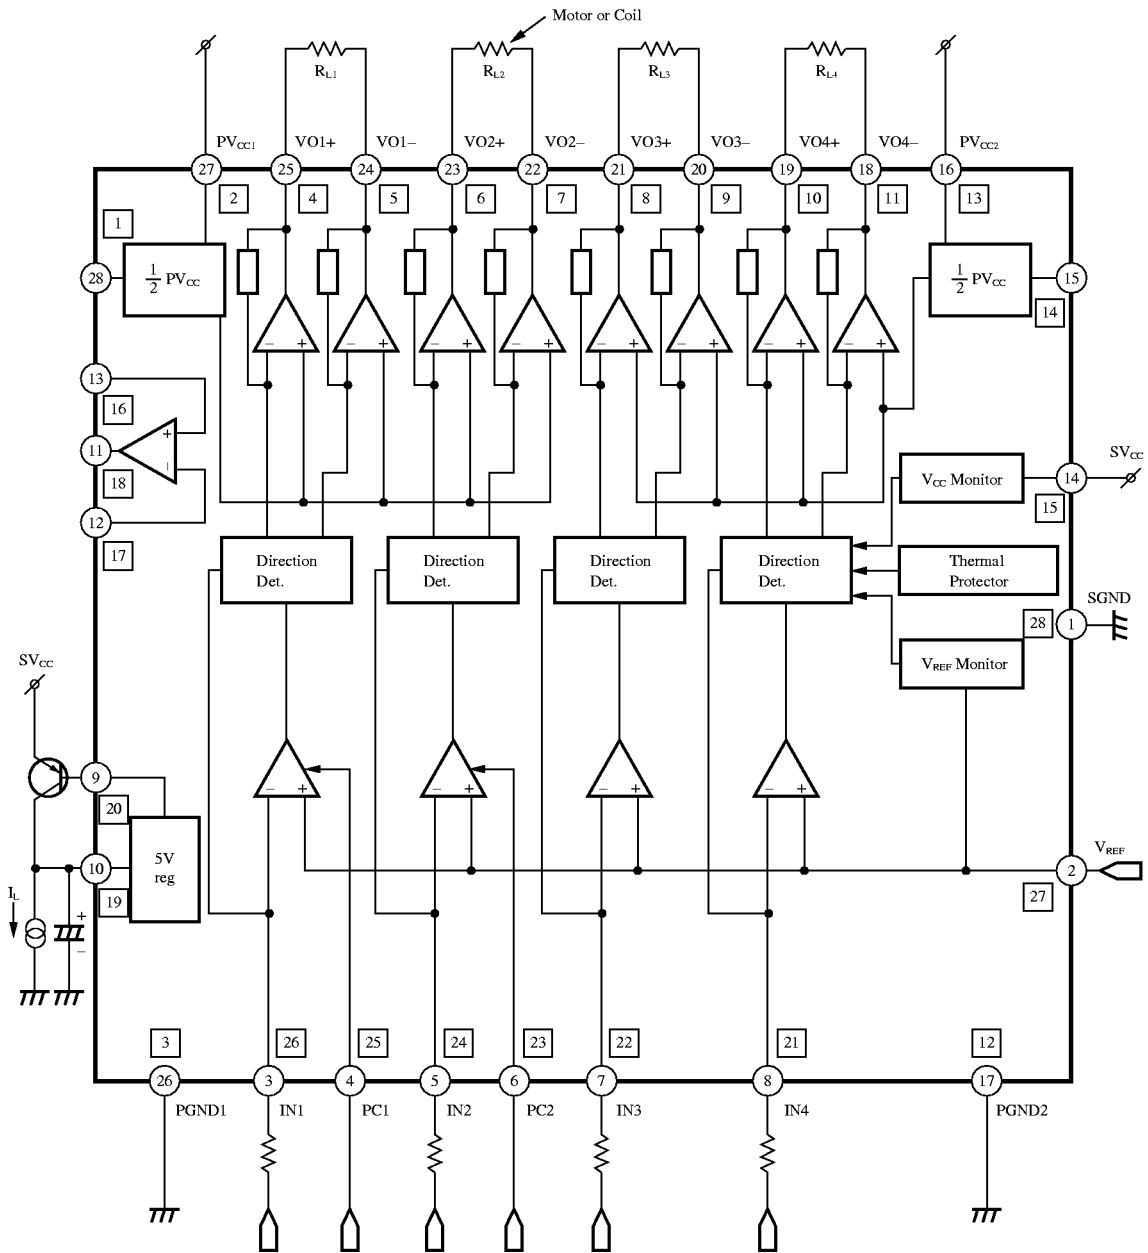 Motor or Coil
RL1 RL2 RL3 RL4
PVCC1 VO1+ VO1− VO2+ VO2− VO3+ VO3− VO4+ VO4− PVCC2
27 25 24 23 22 21 20 19 18 16
2 4 5 6 7 8 9 10 11 13
1
28 1/2 PVCC 1/2 PVCC 15
14
− + − + − + − + − + − + − + − +
13
16
+
11
−
18
12
17
SVCC
VCC Monitor 14
15
Direction Det.
Direction Det.
Direction Det.
Direction Det.
Thermal Protector
SGND
28 1
VREF Monitor
SVCC
9
20
− + − + − + − +
5V reg
10
19
IL
+
−
VREF
2
27
3 26 25 24 23 22 21 12
26 3 4 5 6 7 8 17
PGND1 IN1 PC1 IN2 PC2 IN3 IN4 PGND2